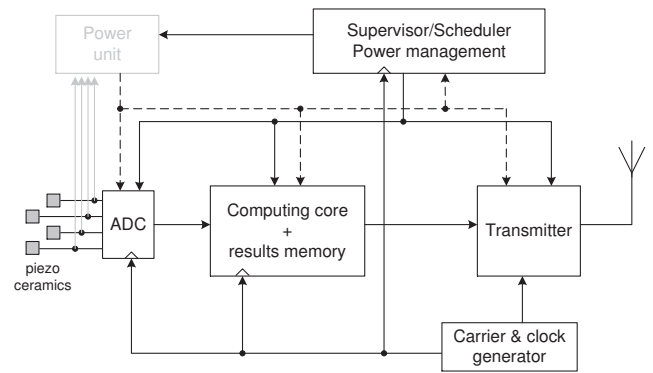 Power
unit
Supervisor/Scheduler
Power management
ADC
Computing core
+
results memory
Transmitter
piezo
ceramics
Carrier & clock
generator